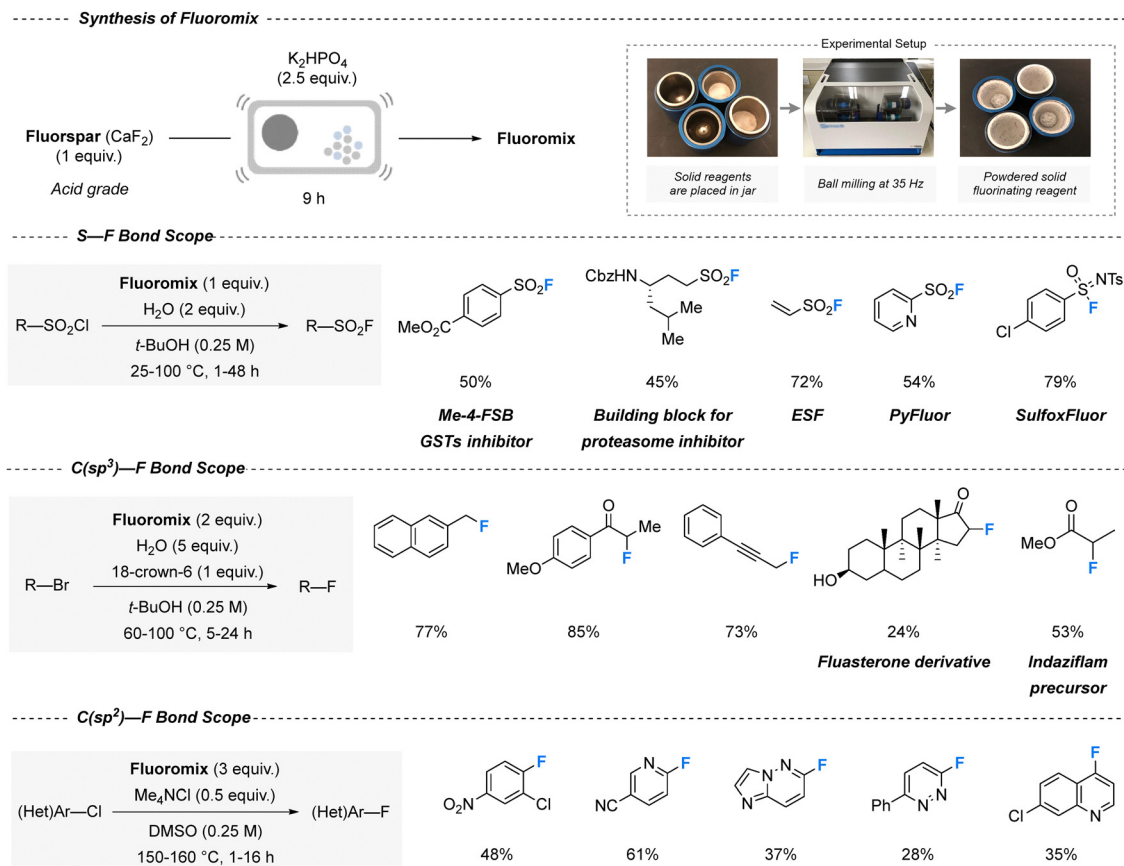 Synthesis of Fluoromix
K₂HPO₄
(2.5 equiv.)
Fluorspar (CaF₂)
(1 equiv.)
Acid grade
9 h
Fluoromix
Experimental Setup
Solid reagents
are placed in jar
Ball milling at 35 Hz
Powdered solid
fluorinating reagent
S—F Bond Scope
R—SO₂Cl
Fluoromix (1 equiv.)
H₂O (2 equiv.)
t-BuOH (0.25 M)
25-100 °C, 1-48 h
R—SO₂F
MeO₂C
SO₂F
50%
Me-4-FSB
GSTs inhibitor
CbzHN
SO₂F
Me
Me
45%
Building block for
proteasome inhibitor
SO₂F
72%
ESF
SO₂F
N
54%
PyFluor
O
NTs
S
F
Cl
79%
SulfoxFluor
C(sp³)—F Bond Scope
R—Br
Fluoromix (2 equiv.)
H₂O (5 equiv.)
18-crown-6 (1 equiv.)
t-BuOH (0.25 M)
60-100 °C, 5-24 h
R—F
F
77%
O
Me
F
MeO
85%
F
73%
O
F
HO
24%
Fluasterone derivative
O
MeO
F
53%
Indaziflam
precursor
C(sp²)—F Bond Scope
(Het)Ar—Cl
Fluoromix (3 equiv.)
Me₄NCl (0.5 equiv.)
DMSO (0.25 M)
150-160 °C, 1-16 h
(Het)Ar—F
F
NO₂
Cl
48%
N
F
CN
61%
N
N
N
F
37%
F
N
N
Ph
28%
F
Cl
N
35%